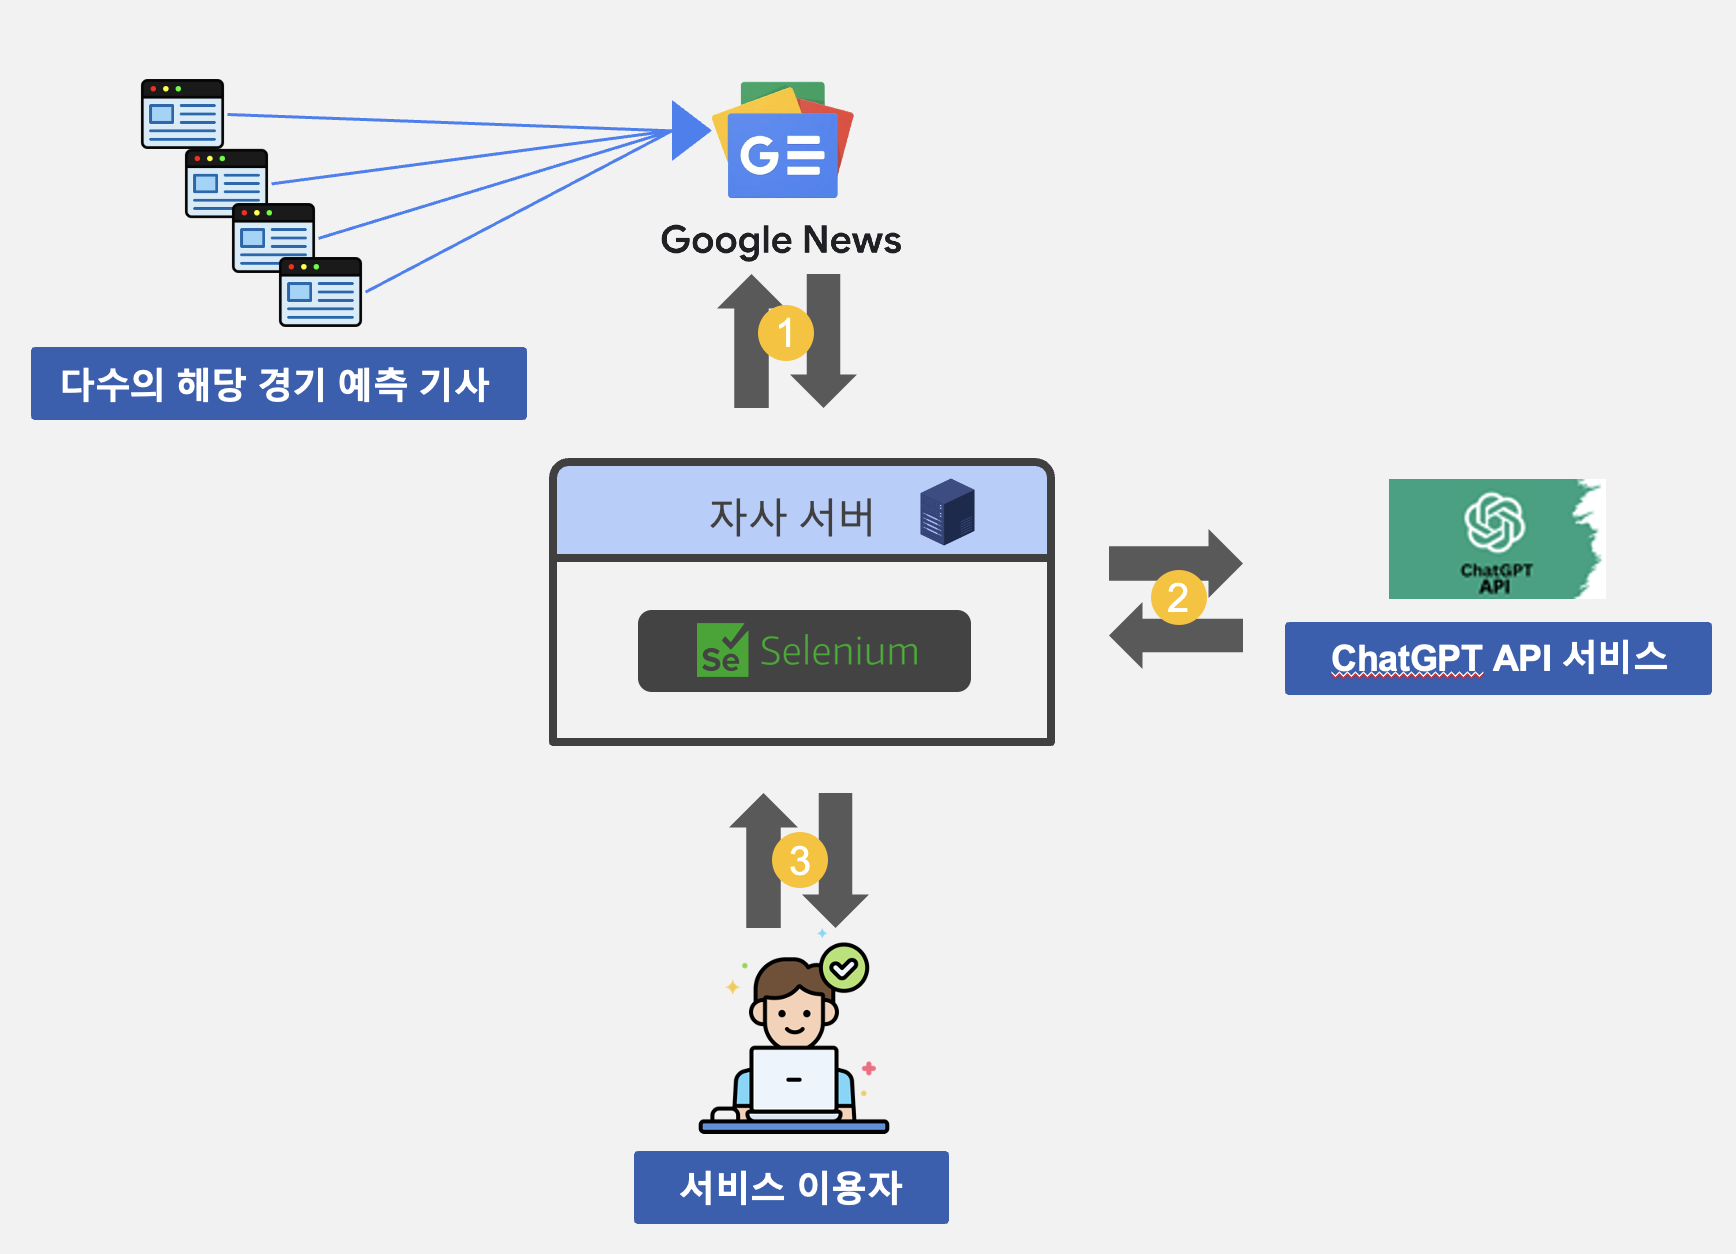 G
Google News
1
다수의 해당 경기 예측 기사
자사 서버
Se Selenium
2
ChatGPT
API
ChatGPT API 서비스
3
서비스 이용자